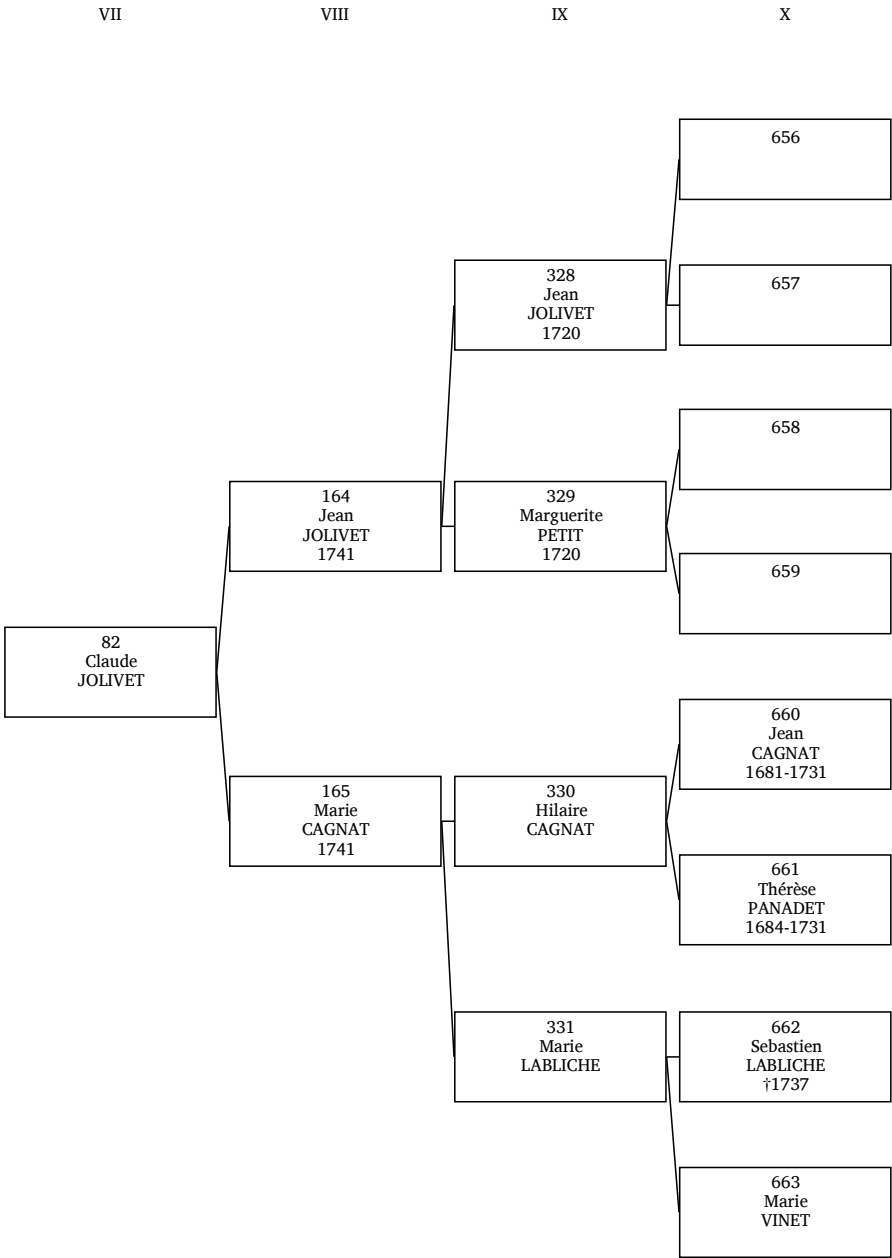 VII VIII IX X
656
328
Jean
JOLIVET
1720
657
658
164
Jean
JOLIVET
1741
329
Marguerite
PETIT
1720
659
82
Claude
JOLIVET
660
Jean
CAGNAT
1681-1731
165
Marie
CAGNAT
1741
330
Hilaire
CAGNAT
661
Thérèse
PANADET
1684-1731
331
Marie
LABLICHE
662
Sebastien
LABLICHE
†1737
663
Marie
VINET